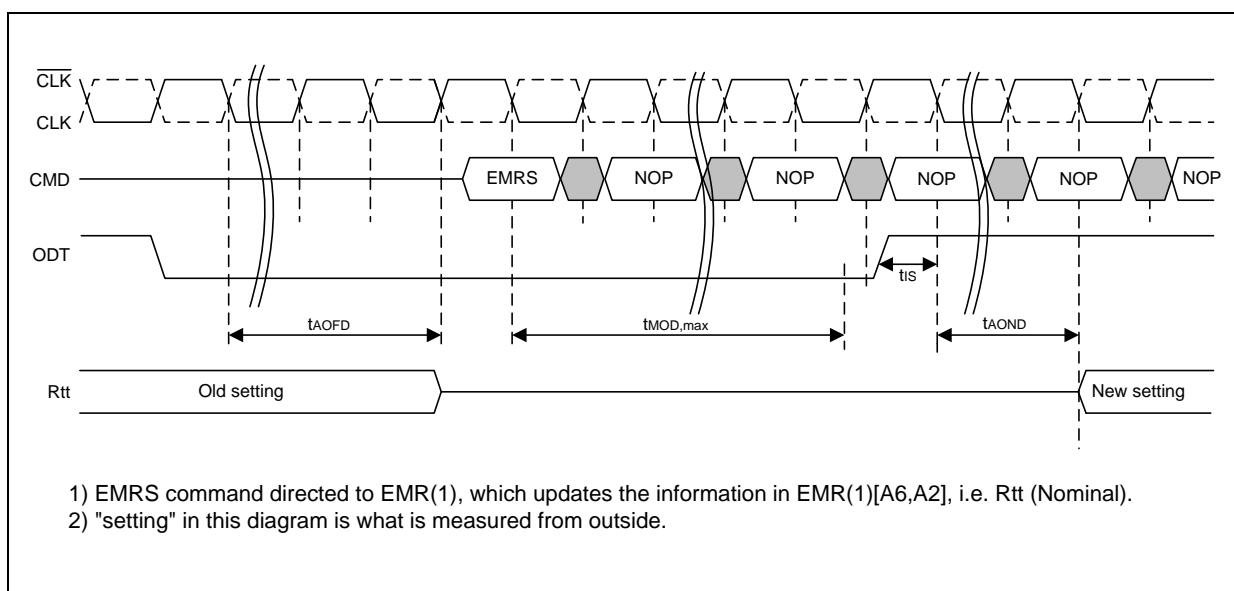 CLK
CLK
CMD
EMRS NOP NOP NOP NOP NOP
ODT
tIS
tAOFD tMOD,max tAOND
Rtt
Old setting New setting
1) EMRS command directed to EMR(1), which updates the information in EMR(1)[A6,A2], i.e. Rtt (Nominal).
2) "setting" in this diagram is what is measured from outside.